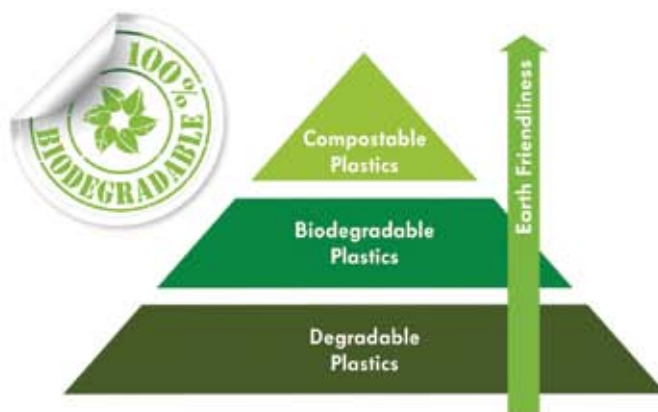 100%
BIODEGRADABLE
Compostable
Plastics
Biodegradable
Plastics
Degradable
Plastics
Earth Friendliness